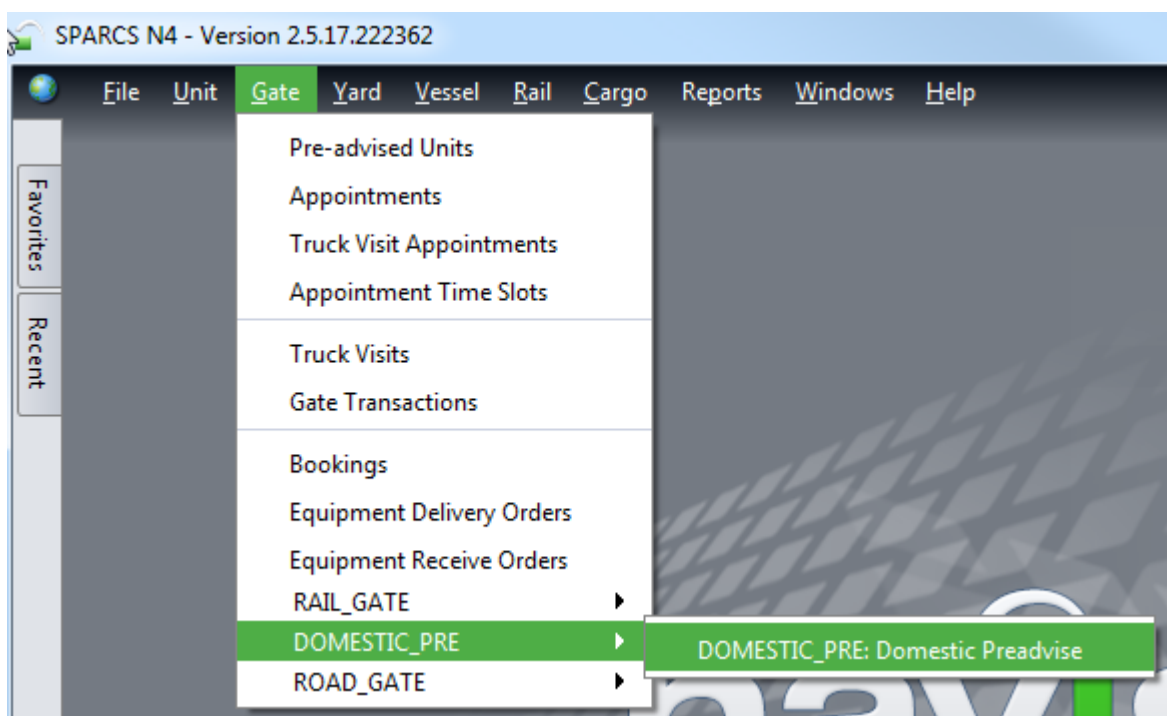 SPARCS N4 - Version 2.5.17.222362
File Unit Gate Yard Vessel Rail Cargo Reports Windows Help
Favorites
Recent
Pre-advised Units
Appointments
Truck Visit Appointments
Appointment Time Slots
Truck Visits
Gate Transactions
Bookings
Equipment Delivery Orders
Equipment Receive Orders
RAIL_GATE
DOMESTIC_PRE
DOMESTIC_PRE: Domestic Preadvise
ROAD_GATE